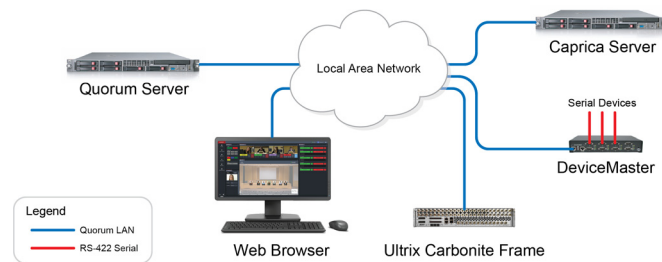 Caprica Server
Local Area Network
Quorum Server
Serial Devices
DeviceMaster
Legend
Quorum LAN
RS-422 Serial
Web Browser
Ultrix Carbonite Frame